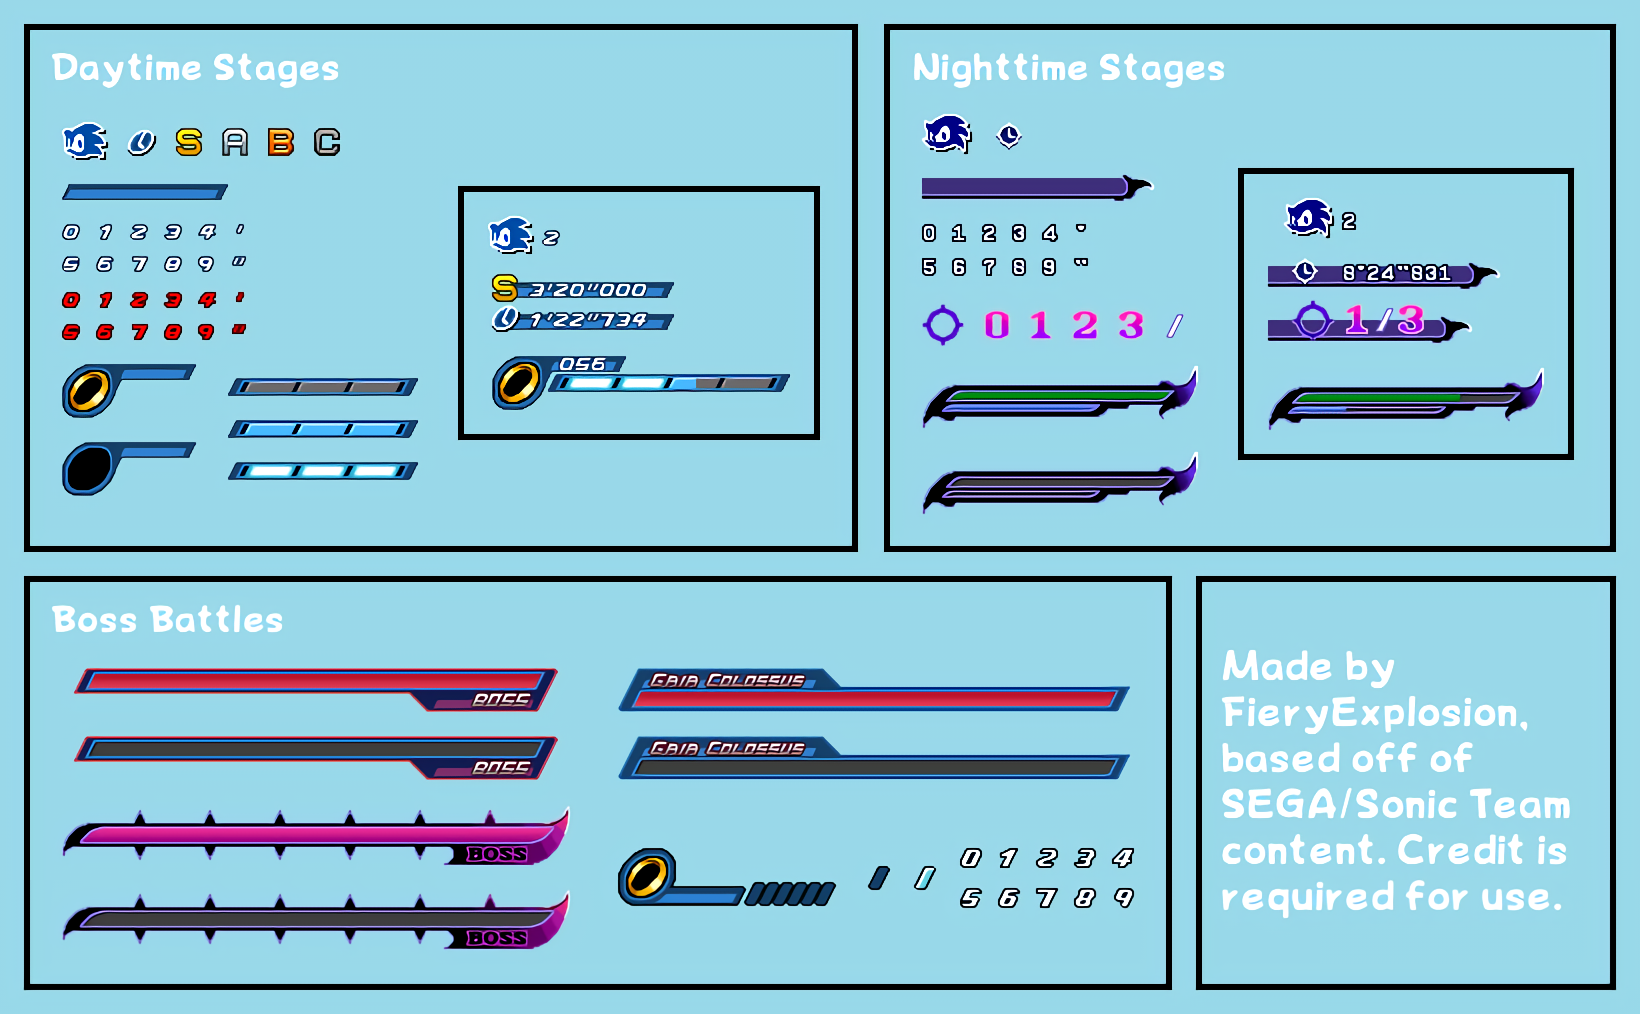 Daytime Stages
S A B C
0 1 2 3 4 '
5 6 7 8 9 "
0 1 2 3 4 '
5 6 7 8 9 "
2
S 3'20"000
1'22"734
056
Nighttime Stages
0 1 2 3 4 '
5 6 7 8 9 "
0 1 2 3 /
2
8'24"831
1/3
Boss Battles
BOSS
BOSS
BOSS
BOSS
GAIA COLOSSUS
GAIA COLOSSUS
0 1 2 3 4
5 6 7 8 9
Made by
FieryExplosion,
based off of
SEGA/Sonic Team
content. Credit is
required for use.